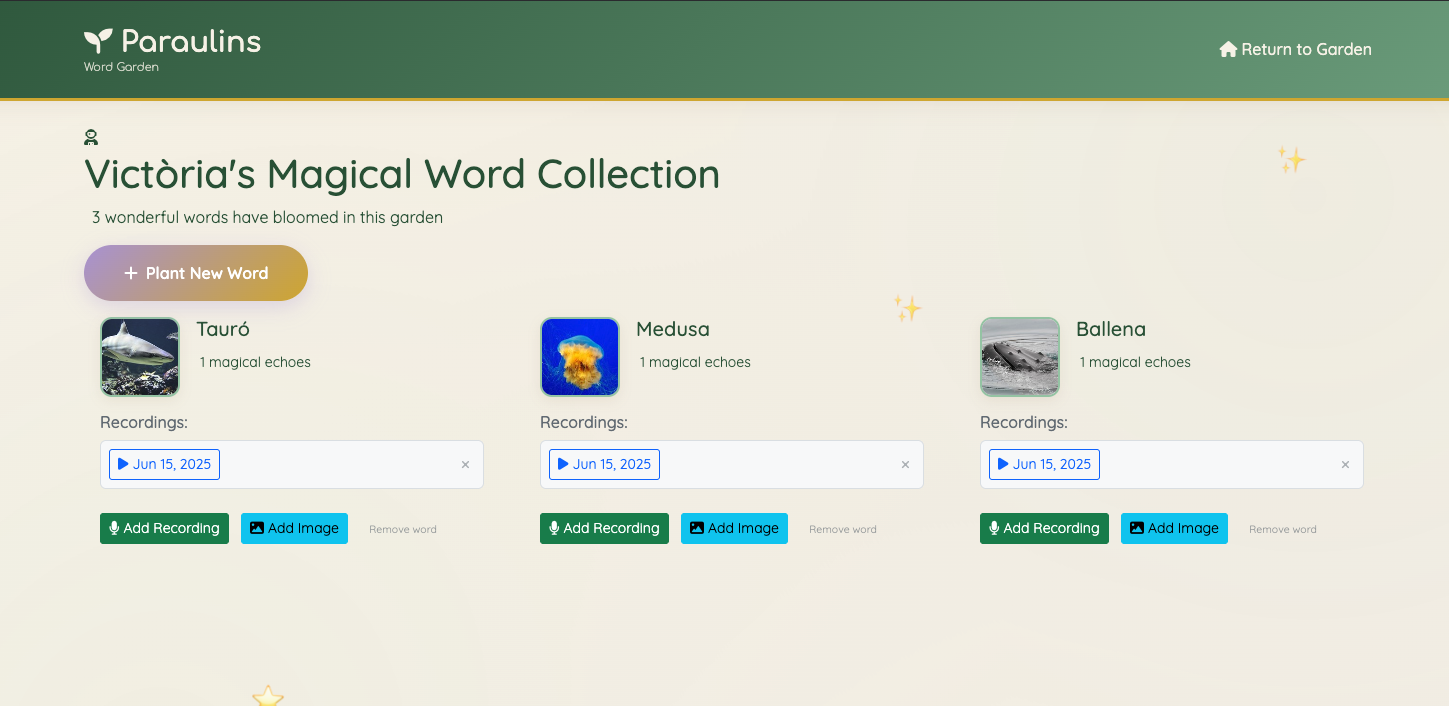 Paraulins
Word Garden
Return to Garden
Victòria's Magical Word Collection
3 wonderful words have bloomed in this garden
+ Plant New Word
Tauró
1 magical echoes
Recordings:
Jun 15, 2025 ×
Add Recording Add Image Remove word
Medusa
1 magical echoes
Recordings:
Jun 15, 2025 ×
Add Recording Add Image Remove word
Ballena
1 magical echoes
Recordings:
Jun 15, 2025 ×
Add Recording Add Image Remove word